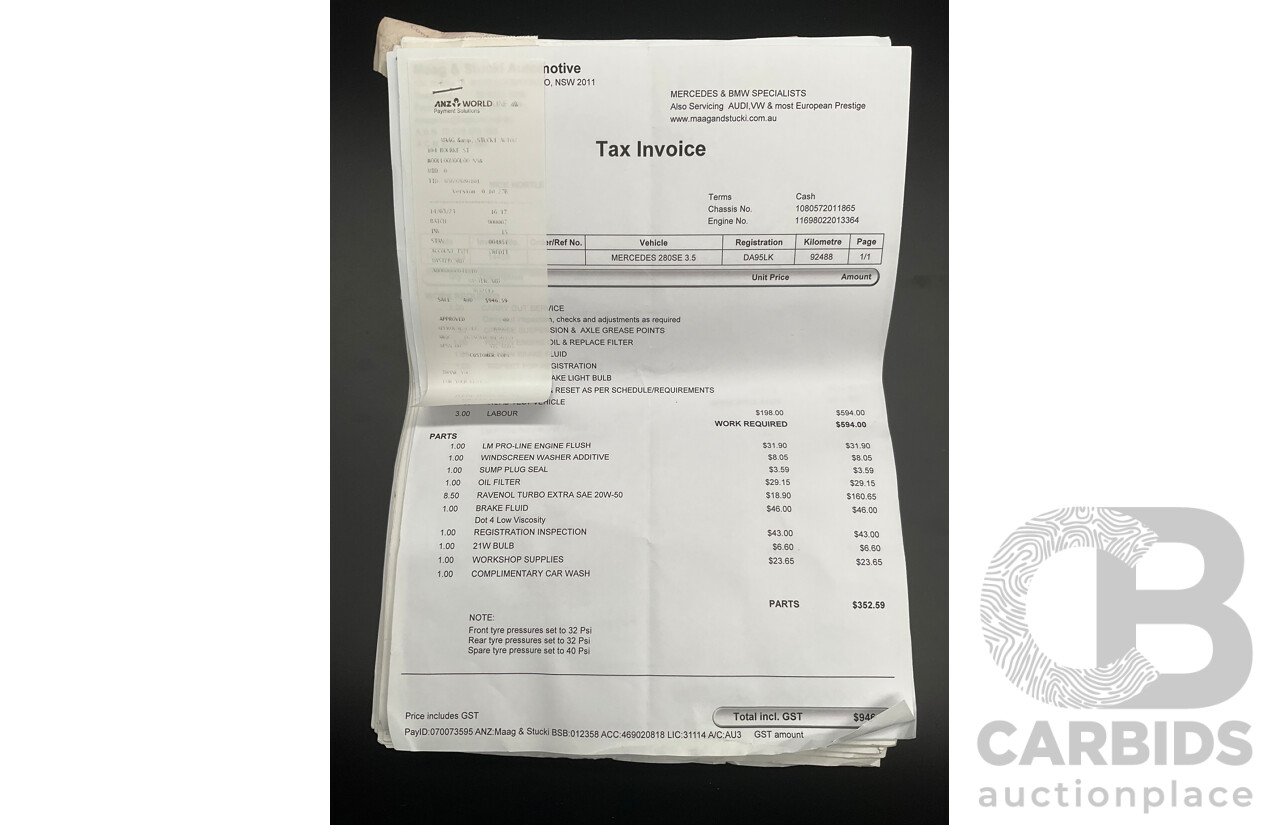 motive
O, NSW 2011
MERCEDES & BMW SPECIALISTS
Also Servicing AUDI,VW & most European Prestige
www.maagandstucki.com.au
ANZ WORLD
Payment Solutions
Tax Invoice
Terms Cash
Chassis No. 1080572011865
Engine No. 11698022013364
r/Ref No. Vehicle Registration Kilometre Page
MERCEDES 280SE 3.5 DA95LK 92488 1/1
Unit Price Amount
VICE
n, checks and adjustments as required
SION & AXLE GREASE POINTS
OIL & REPLACE FILTER
LUID
GISTRATION
AKE LIGHT BULB
RESET AS PER SCHEDULE/REQUIREMENTS
VEHICLE
3.00 LABOUR $198.00 $594.00
WORK REQUIRED $594.00
PARTS
1.00 LM PRO-LINE ENGINE FLUSH $31.90 $31.90
1.00 WINDSCREEN WASHER ADDITIVE $8.05 $8.05
1.00 SUMP PLUG SEAL $3.59 $3.59
1.00 OIL FILTER $29.15 $29.15
8.50 RAVENOL TURBO EXTRA SAE 20W-50 $18.90 $160.65
1.00 BRAKE FLUID $46.00 $46.00
Dot 4 Low Viscosity
1.00 REGISTRATION INSPECTION $43.00 $43.00
1.00 21W BULB $6.60 $6.60
1.00 WORKSHOP SUPPLIES $23.65 $23.65
1.00 COMPLIMENTARY CAR WASH
PARTS $352.59
NOTE:
Front tyre pressures set to 32 Psi
Rear tyre pressures set to 32 Psi
Spare tyre pressure set to 40 Psi
Price includes GST Total incl. GST $946
PayID:070073595 ANZ:Maag & Stucki BSB:012358 ACC:469020818 LIC:31114 A/C:AU3 GST amount
CB
CARBIDS
auctionplace